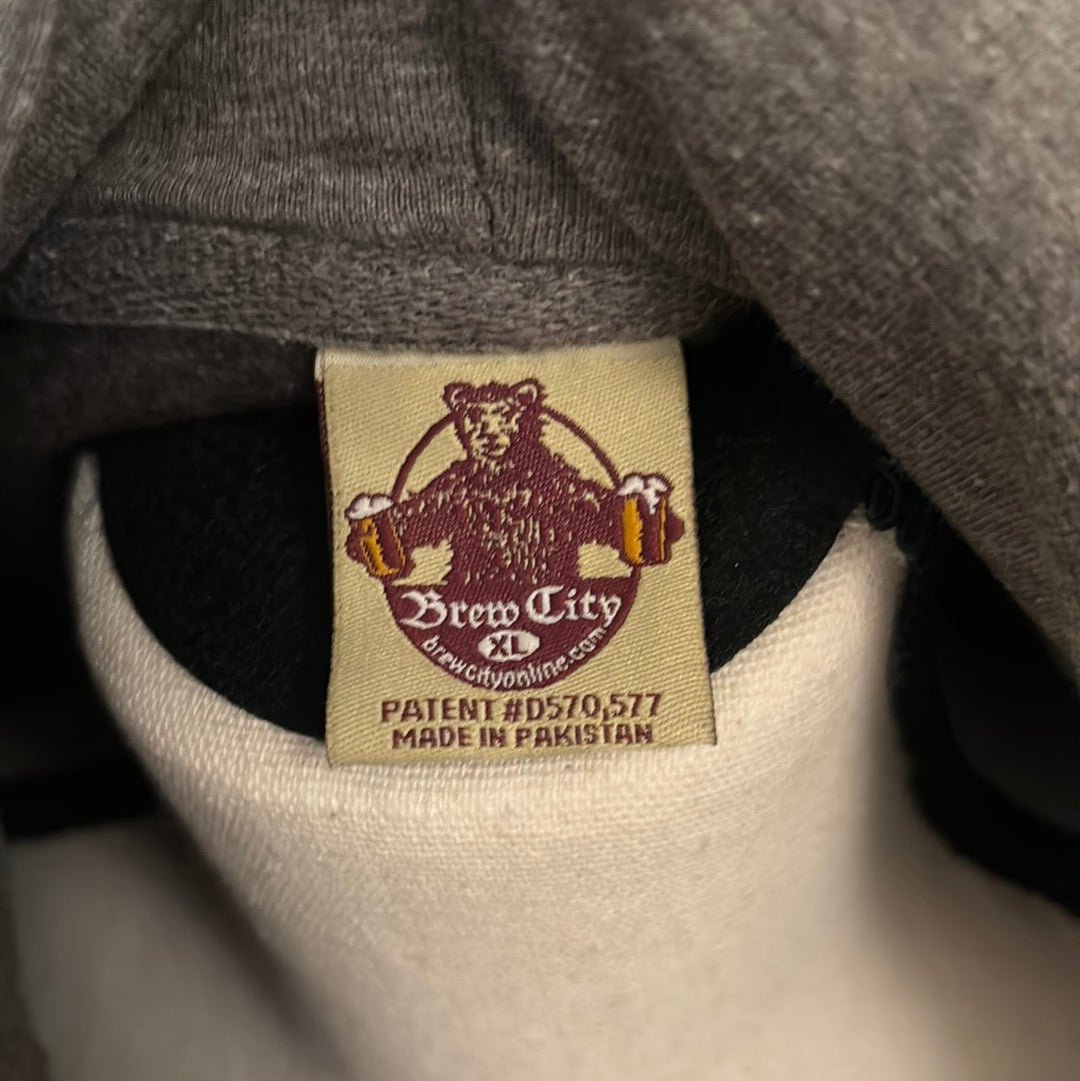 Brew City
XL
brewcityonline.com
PATENT #D570,577
MADE IN PAKISTAN